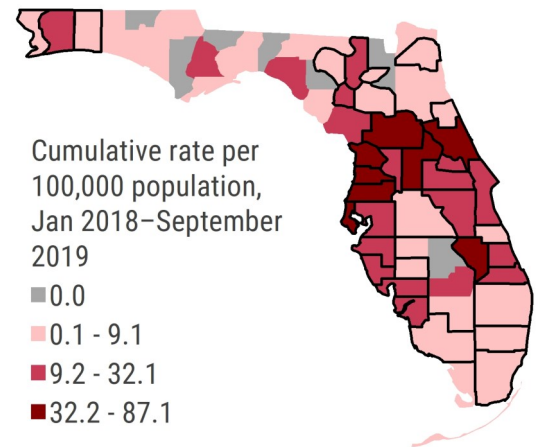 Cumulative rate per
100,000 population,
Jan 2018–September
2019
0.0
0.1 - 9.1
9.2 - 32.1
32.2 - 87.1